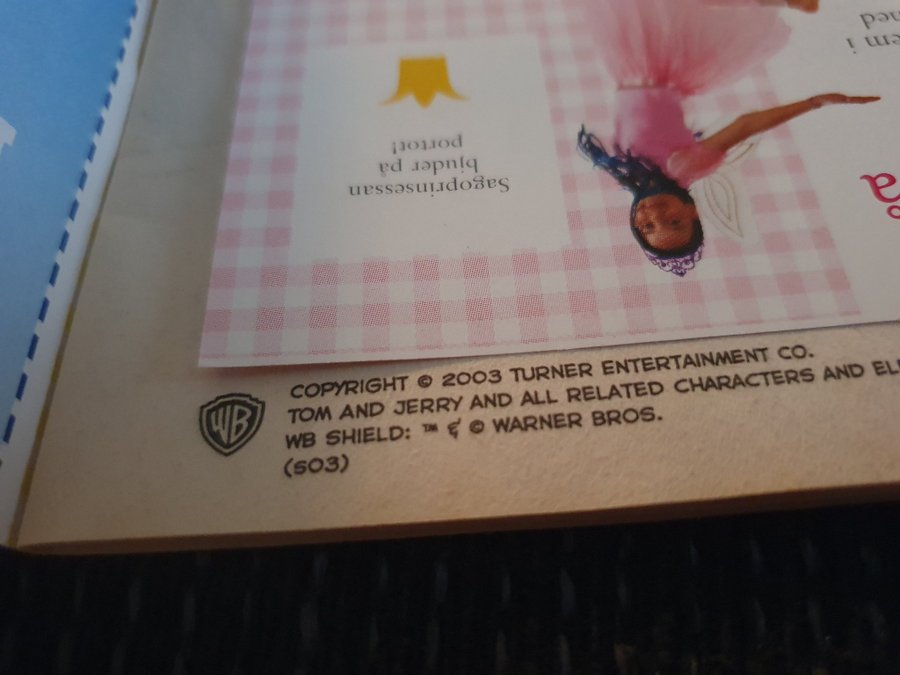 Sagoprinsessan
bjuder på
portot!
WB
COPYRIGHT © 2003 TURNER ENTERTAINMENT CO.
TOM AND JERRY AND ALL RELATED CHARACTERS AND
WB SHIELD: ™ & © WARNER BROS.
(S03)